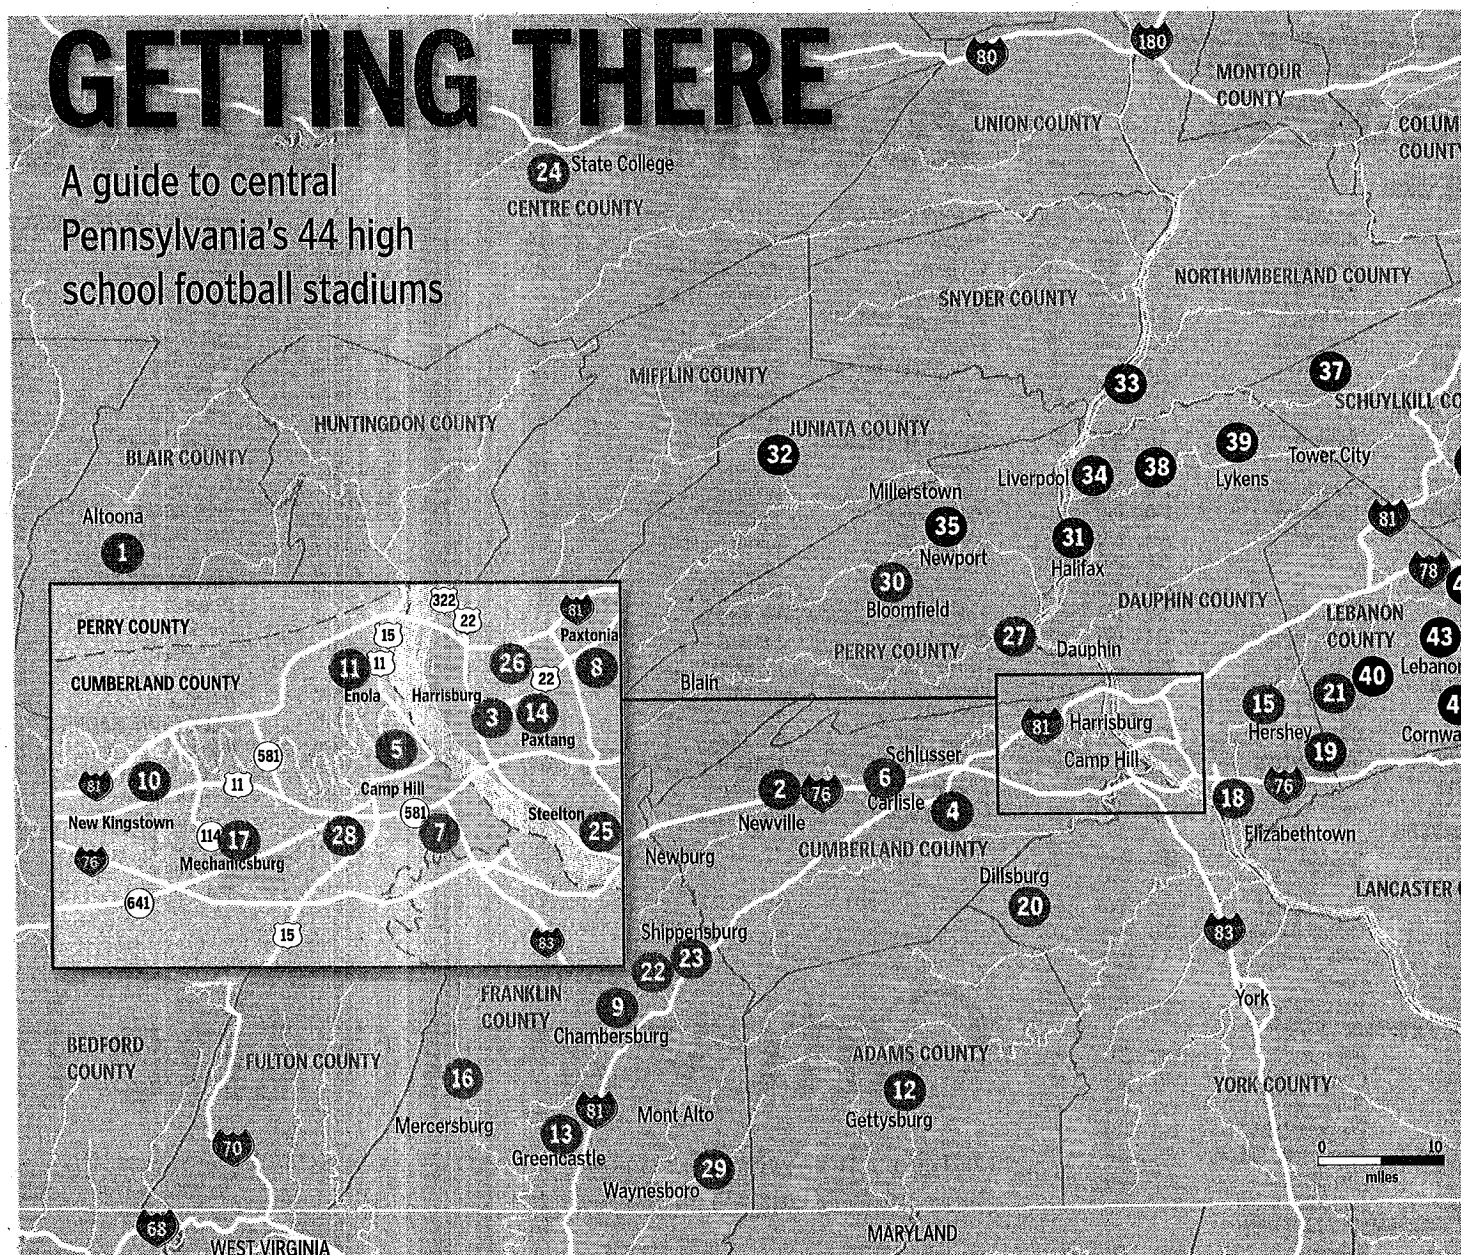 GETTING THERE
A guide to central
Pennsylvania's 44 high
school football stadiums
80
180
MONTOUR
COUNTY
UNION COUNTY
COLUM
COUNTY
24 State College
CENTRE COUNTY
NORTHUMBERLAND COUNTY
SNYDER COUNTY
MIFFLIN COUNTY
33
37
SCHUYLKILL CO
HUNTINGDON COUNTY
JUNIATA COUNTY
BLAIR COUNTY
32
39
38
Tower City
Liverpool 34
Lykens
Millerstown
Altoona
35
81
1
31
Newport
Halifax
78
4
30
Bloomfield
DAUPHIN COUNTY
LEBANON
COUNTY
27
Dauphin
43
PERRY COUNTY
Lebanon
Blain
40
21
15
4
Hershey
Cornwa
81 Harrisburg
19
Schlusser
Camp Hill
2
76
6
76
18
Newville
Carlisle
4
Elizabethtown
Newburg
CUMBERLAND COUNTY
Dillsburg
LANCASTER
20
Shippensburg
83
23
22
FRANKLIN
COUNTY
9
Chambersburg
York
BEDFORD
COUNTY
FULTON COUNTY
ADAMS COUNTY
16
12
YORK COUNTY
81
Mont Alto
Mercersburg
Gettysburg
13
70
Greencastle
29
Waynesboro
0 10
miles
68
WEST VIRGINIA
MARYLAND
322
22
81
PERRY COUNTY
15
Paxtonia
11
11
26
8
22
CUMBERLAND COUNTY
Enola
Harrisburg
3
14
Paxtang
5
581
81
10
11
Camp Hill
New Kingstown
581
Steelton
114
17
28
7
25
Mechanicsburg
76
641
15
83